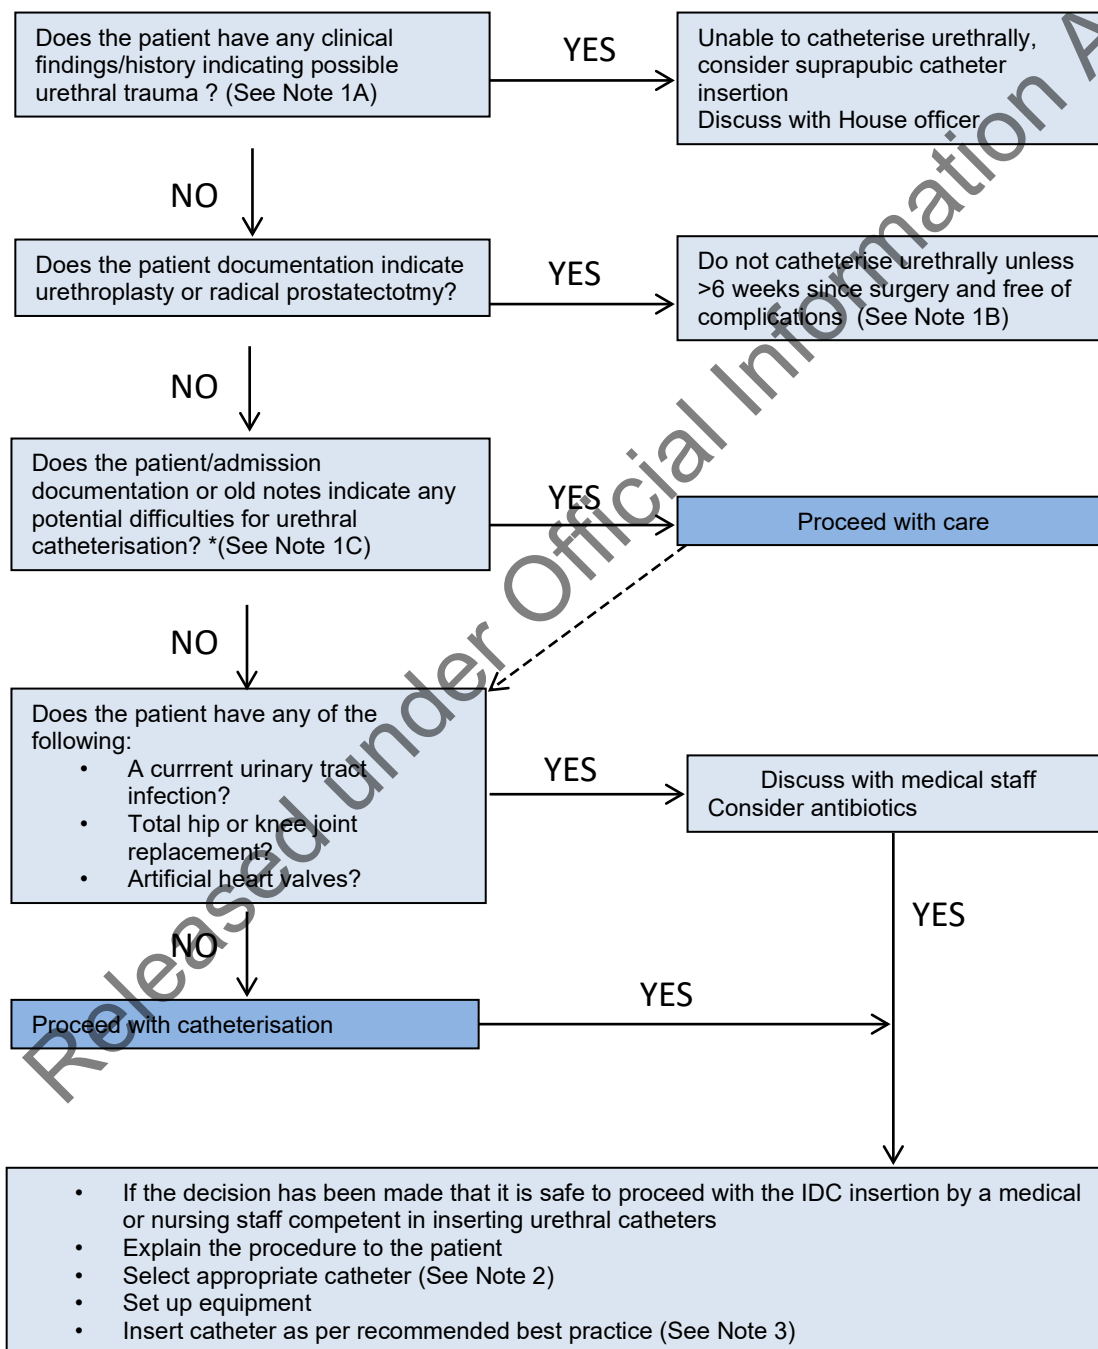 Does the patient have any clinical
findings/history indicating possible
urethral trauma ? (See Note 1A)
YES
Unable to catheterise urethrally,
consider suprapubic catheter
insertion
Discuss with House officer
NO
Does the patient documentation indicate
urethroplasty or radical prostatectotmy?
YES
Do not catheterise urethrally unless
>6 weeks since surgery and free of
complications (See Note 1B)
NO
Does the patient/admission
documentation or old notes indicate any
potential difficulties for urethral
catheterisation? *(See Note 1C)
YES
Proceed with care
NO
Does the patient have any of the
following:
• A currrent urinary tract
infection?
• Total hip or knee joint
replacement?
• Artificial heart valves?
YES
Discuss with medical staff
Consider antibiotics
YES
NO
Proceed with catheterisation
YES
• If the decision has been made that it is safe to proceed with the IDC insertion by a medical
or nursing staff competent in inserting urethral catheters
• Explain the procedure to the patient
• Select appropriate catheter (See Note 2)
• Set up equipment
• Insert catheter as per recommended best practice (See Note 3)
Released under Official Information A